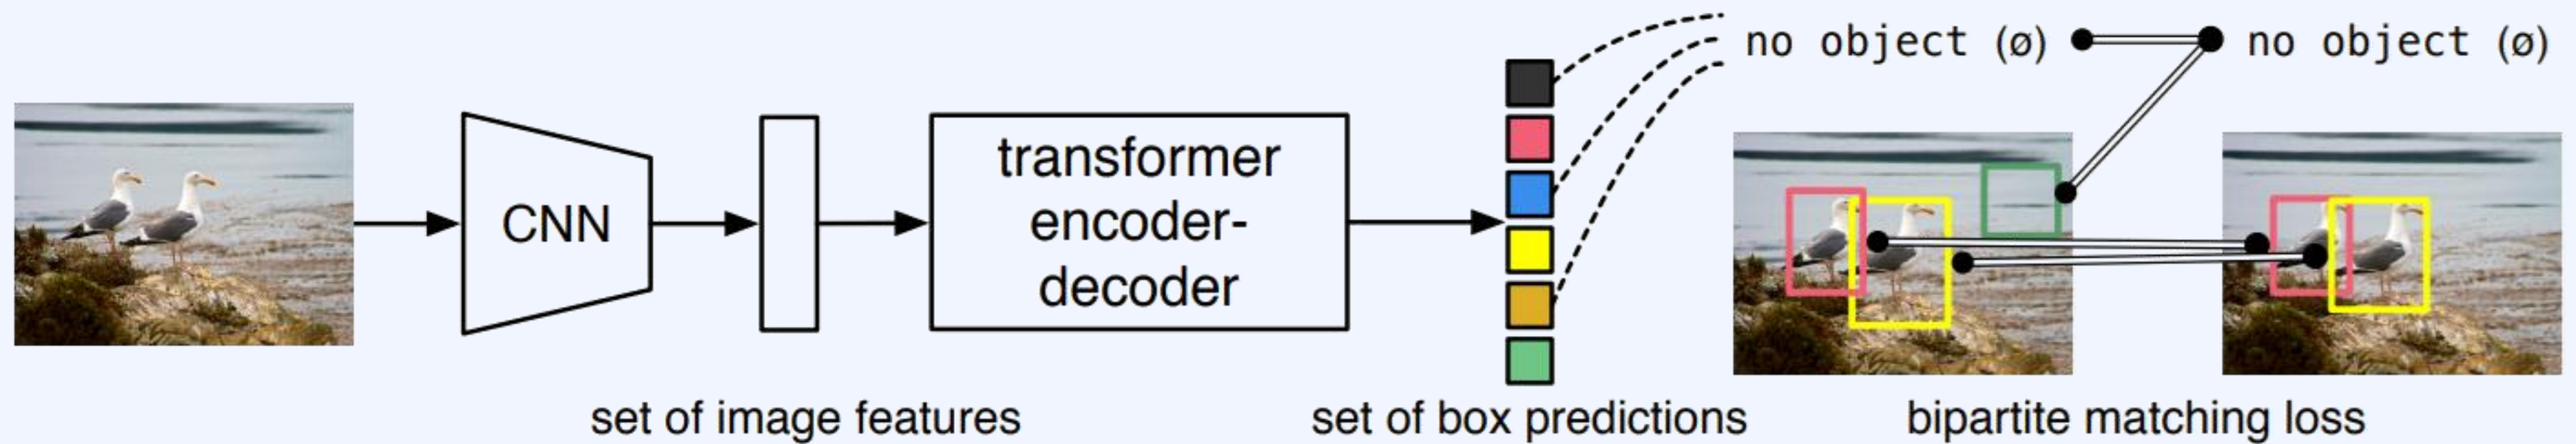 CNN
transformer
encoder-
decoder
no object (ø)
no object (ø)
set of image features
set of box predictions
bipartite matching loss